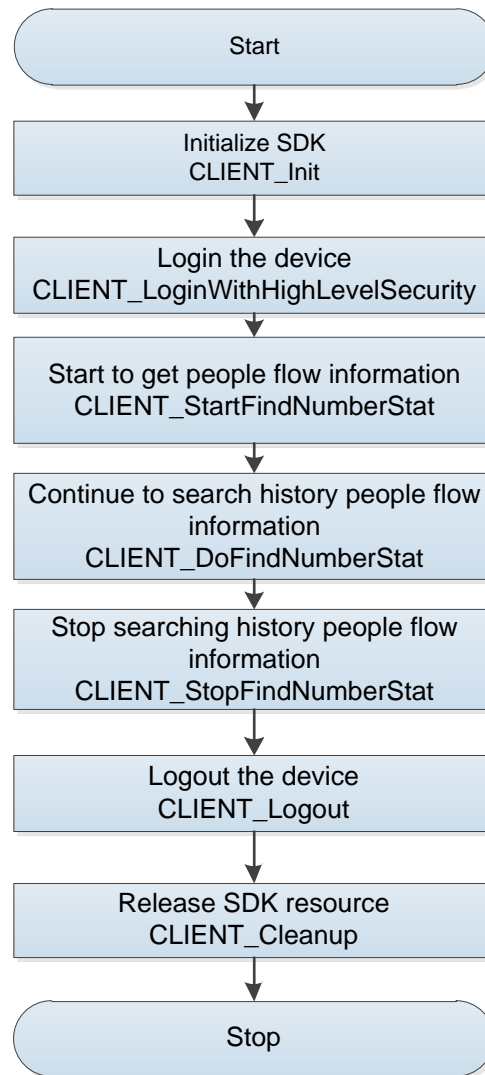 Start
Initialize SDK
CLIENT_Init
Login the device
CLIENT_LoginWithHighLevelSecurity
Start to get people flow information
CLIENT_StartFindNumberStat
Continue to search history people flow
information
CLIENT_DoFindNumberStat
Stop searching history people flow
information
CLIENT_StopFindNumberStat
Logout the device
CLIENT_Logout
Release SDK resource
CLIENT_Cleanup
Stop